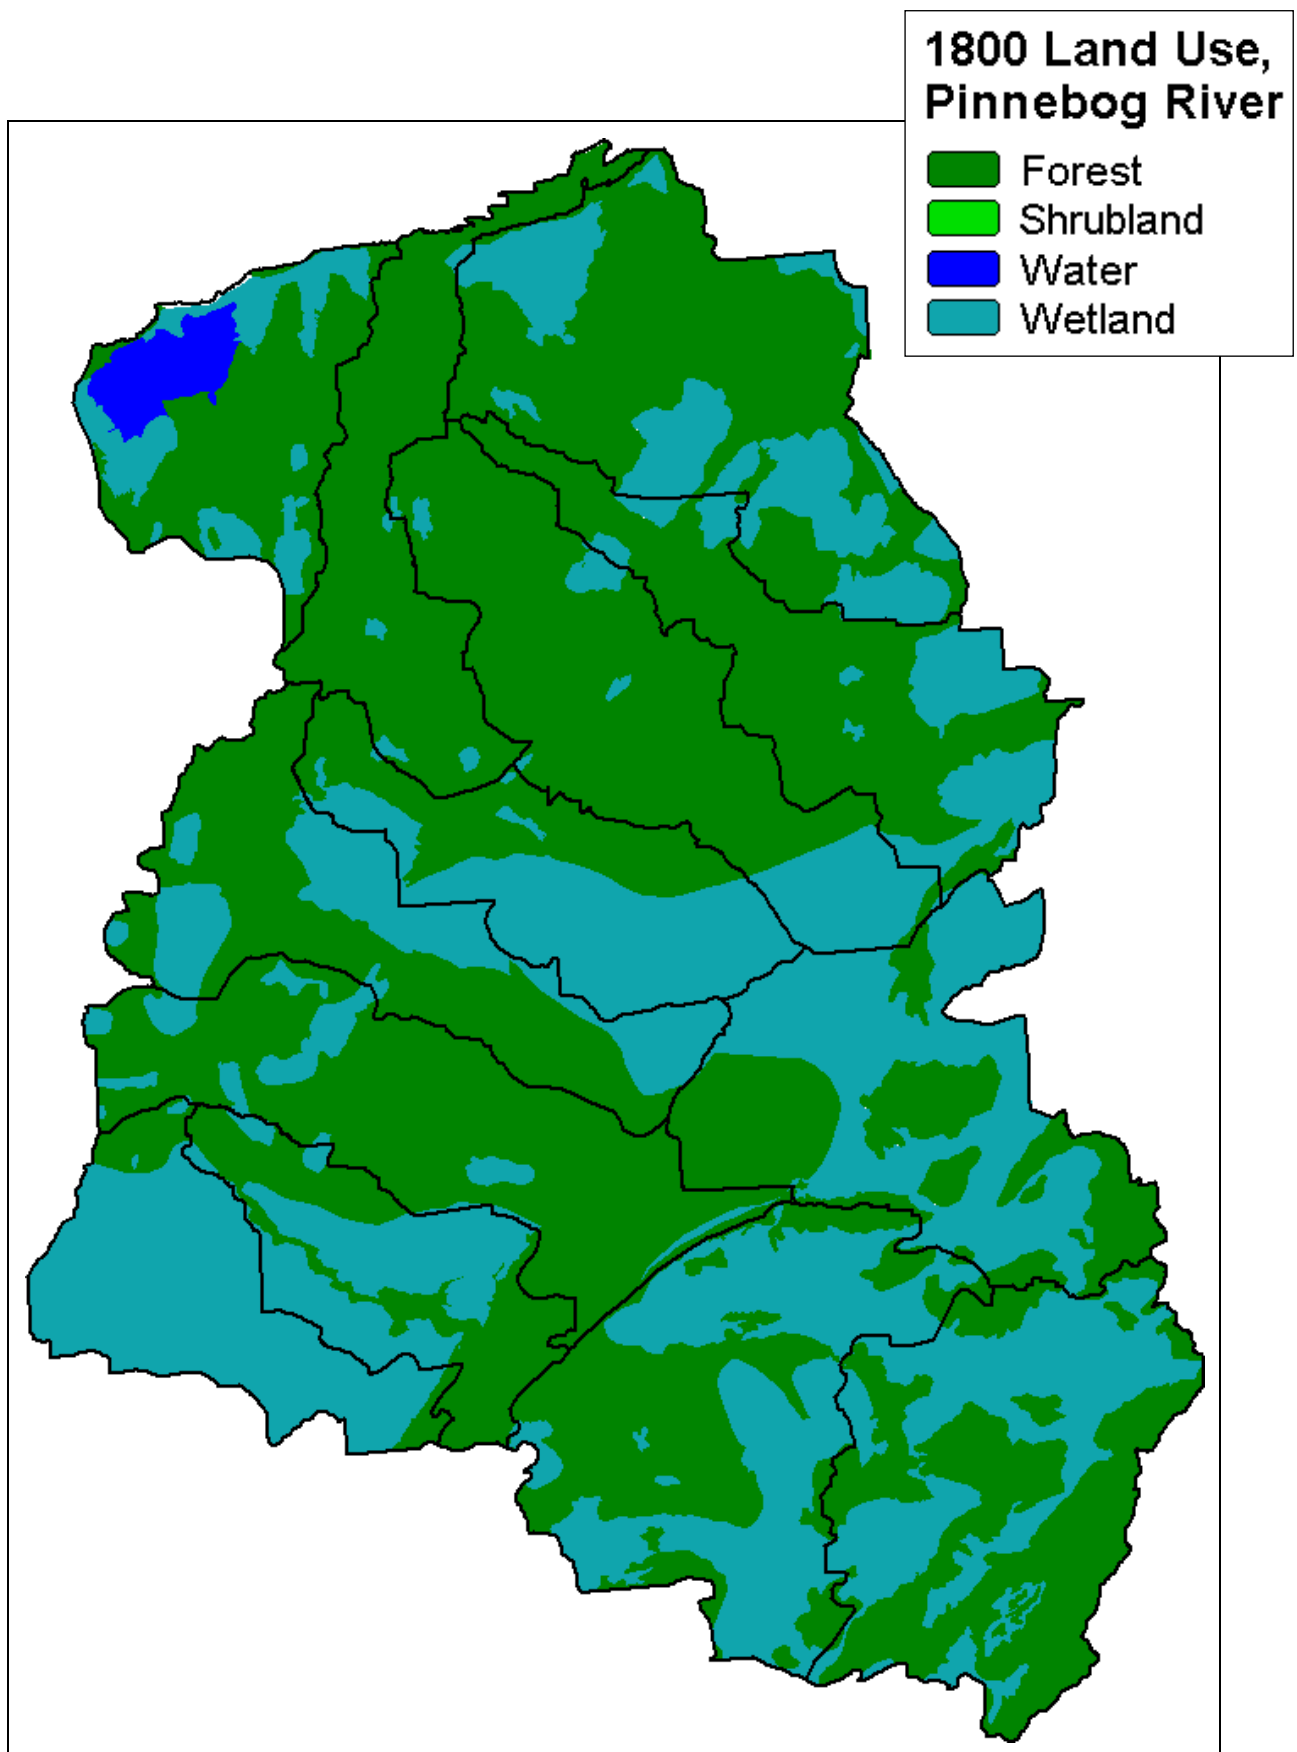 1800 Land Use,
Pinnebog River
Forest
Shrubland
Water
Wetland